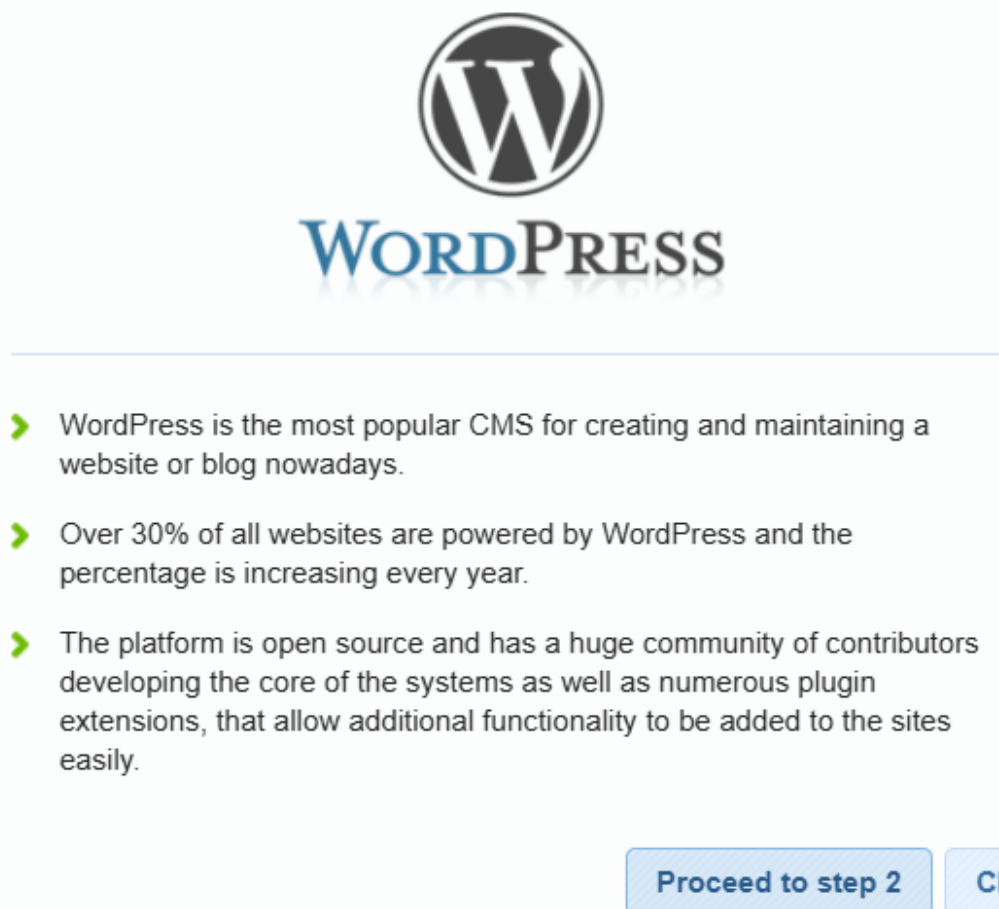 W
WORDPRESS
WordPress is the most popular CMS for creating and maintaining a
website or blog nowadays.
Over 30% of all websites are powered by WordPress and the
percentage is increasing every year.
The platform is open source and has a huge community of contributors
developing the core of the systems as well as numerous plugin
extensions, that allow additional functionality to be added to the sites
easily.
Proceed to step 2